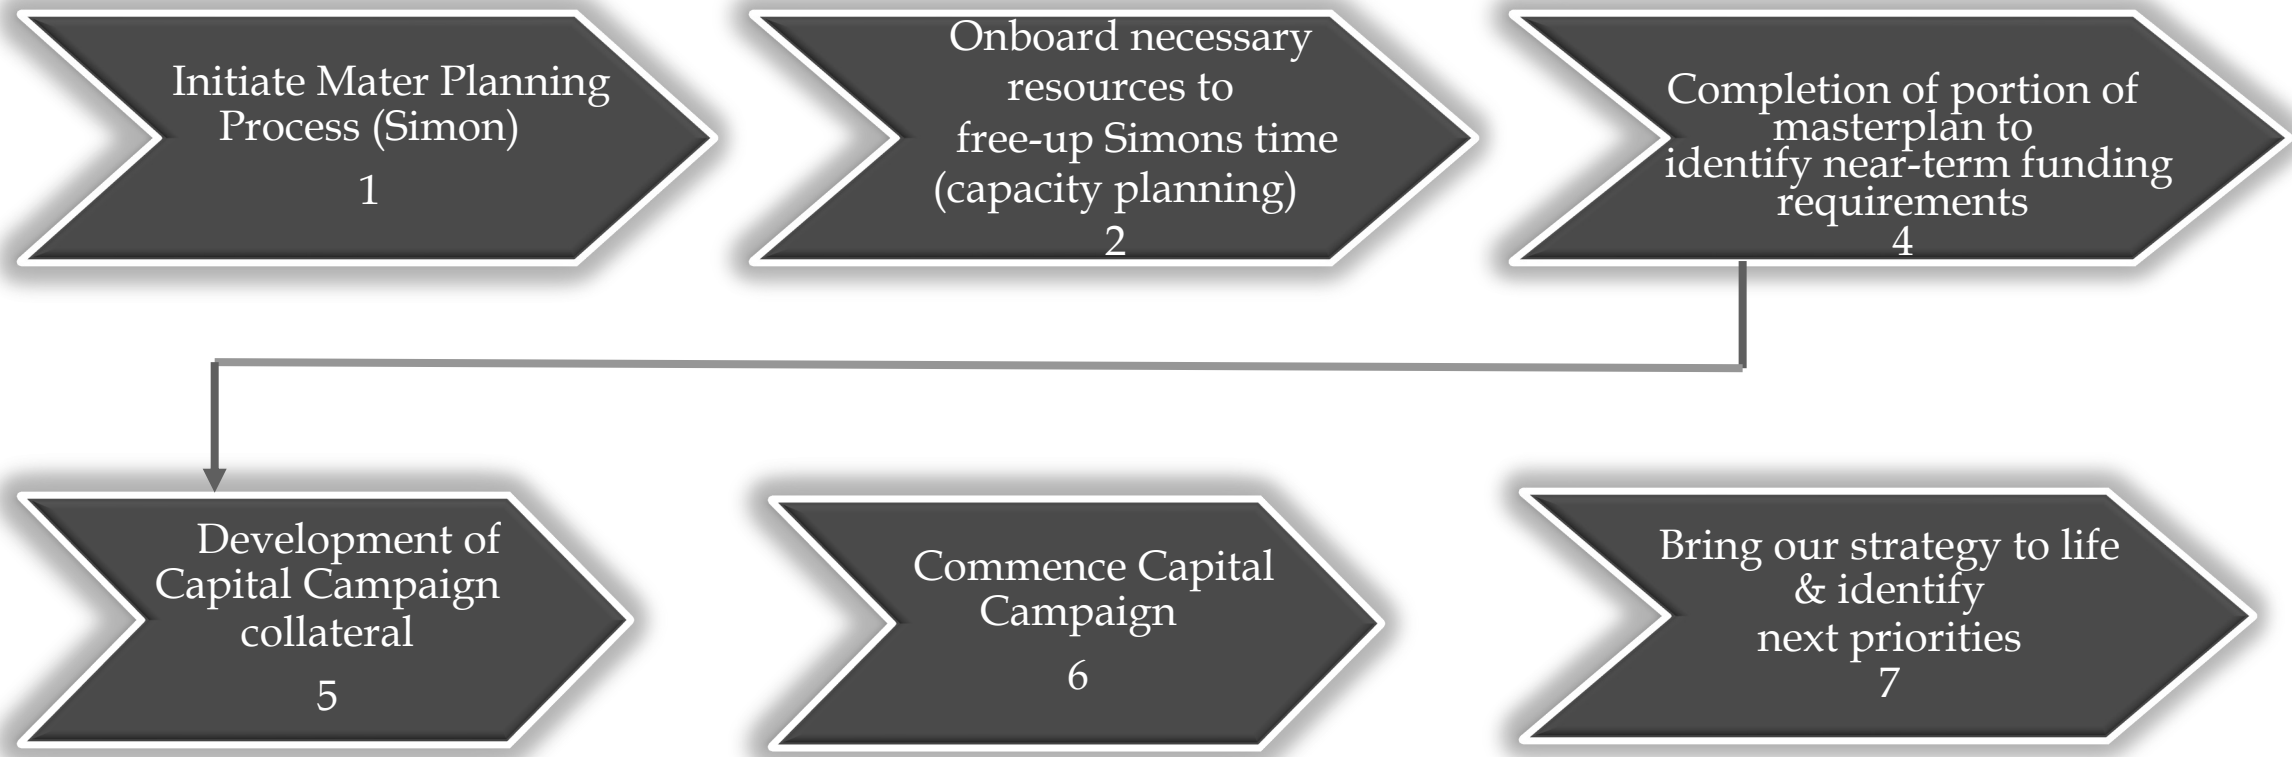 Initiate Mater Planning
Process (Simon)
1
Onboard necessary
resources to
free-up Simons time
(capacity planning)
2
Completion of portion of
masterplan to
identify near-term funding
requirements
4
Development of
Capital Campaign
collateral
5
Commence Capital
Campaign
6
Bring our strategy to life
& identify
next priorities
7